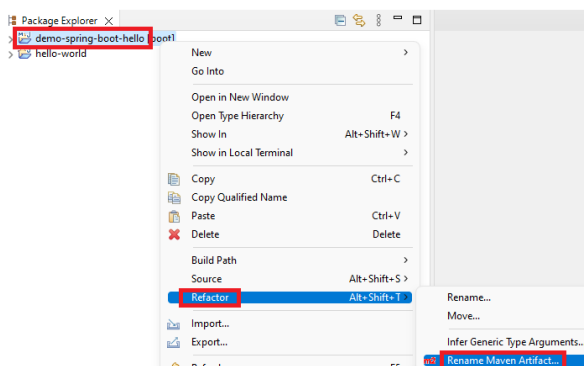 Package Explorer
demo-spring-boot-hello [boot]
hello-world
New
Go Into
Open in New Window
Open Type Hierarchy F4
Show In Alt+Shift+W >
Show in Local Terminal
Copy Ctrl+C
Copy Qualified Name
Paste Ctrl+V
Delete Delete
Build Path
Source Alt+Shift+S >
Refactor Alt+Shift+T >
Rename...
Move...
Import...
Export...
Infer Generic Type Arguments...
Rename Maven Artifact...
F5